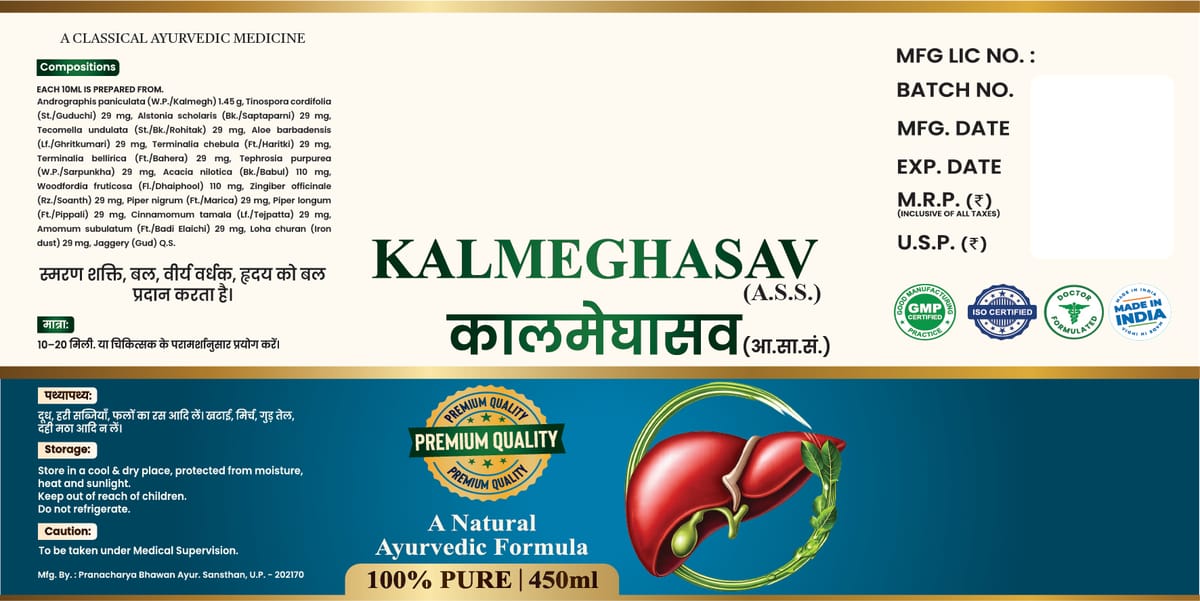 A CLASSICAL AYURVEDIC MEDICINE
Compositions
EACH 10ML IS PREPARED FROM.
Andrographis paniculata (W.P./Kalmegh) 1.45 g, Tinospora cordifolia
(St./Guduchi) 29 mg, Alstonia scholaris (Bk./Saptaparni) 29 mg,
Tecomella undulata (St./Bk./Rohitak) 29 mg, Aloe barbadensis
(Lf./Ghritkumari) 29 mg, Terminalia chebula (Ft./Haritki) 29 mg,
Terminalia bellirica (Ft./Bahera) 29 mg, Tephrosia purpurea
(W.P./Sarpunkha) 29 mg, Acacia nilotica (Bk./Babul) 110 mg,
Woodfordia fruticosa (Fl./Dhaiphool) 110 mg, Zingiber officinale
(Rz./Soanth) 29 mg, Piper nigrum (Ft./Marica) 29 mg, Piper longum
(Ft./Pippali) 29 mg, Cinnamomum tamala (Lf./Tejpatta) 29 mg,
Amomum subulatum (Ft./Badi Elaichi) 29 mg, Loha churan (Iron
dust) 29 mg, Jaggery (Gud) Q.S.
स्मरण शक्ति, बल, वीर्य वर्धक, हृदय को बल
प्रदान करता है।
मात्रा:
10–20 मिली. या चिकित्सक के परामर्शानुसार प्रयोग करें।
पथ्यापथ्य:
दूध, हरी सब्जियाँ, फलों का रस आदि लें। खटाई, मिर्च, गुड़ तेल,
दही मठा आदि न लें।
Storage:
Store in a cool & dry place, protected from moisture,
heat and sunlight.
Keep out of reach of children.
Do not refrigerate.
Caution:
To be taken under Medical Supervision.
Mfg. By. : Pranacharya Bhawan Ayur. Sansthan, U.P. - 202170
KALMEGHASAV
(A.S.S.)
कालमेघासव (आ.सा.सं.)
PREMIUM QUALITY
PREMIUM QUALITY
PREMIUM QUALITY
A Natural
Ayurvedic Formula
100% PURE | 450ml
MFG LIC NO. :
BATCH NO.
MFG. DATE
EXP. DATE
M.R.P. (₹)
(INCLUSIVE OF ALL TAXES)
U.S.P. (₹)
GOOD MANUFACTURING
GMP
CERTIFIED
PRACTICE
ISO CERTIFIED
DOCTOR
FORMULATED
MADE IN INDIA
MADE IN
INDIA